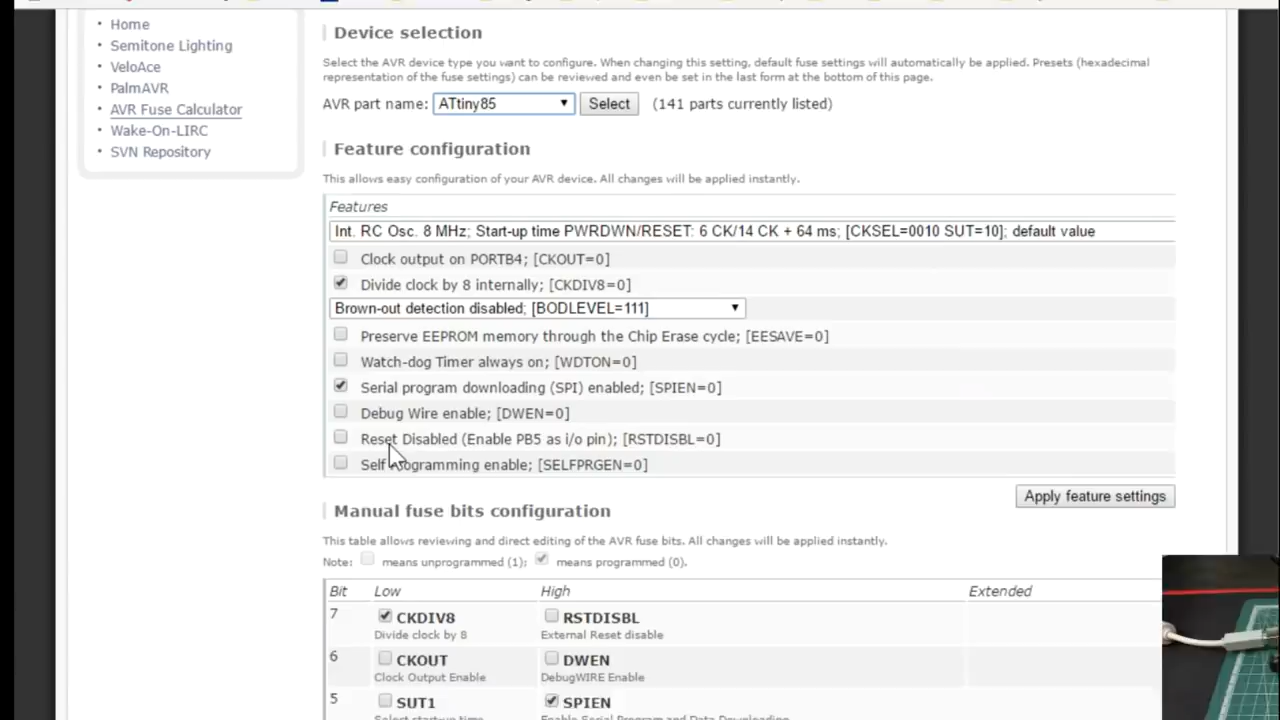 Home
Semitone Lighting
VeloAce
PalmAVR
AVR Fuse Calculator
Wake-On-LIRC
SVN Repository
Device selection
Select the AVR device type you want to configure. When changing this setting, default fuse settings will automatically be applied. Presets (hexadecimal
representation of the fuse settings) can be reviewed and even be set in the last form at the bottom of this page.
AVR part name: ATtiny85 Select (141 parts currently listed)
Feature configuration
This allows easy configuration of your AVR device. All changes will be applied instantly.
Features
Int. RC Osc. 8 MHz; Start-up time PWRDWN/RESET: 6 CK/14 CK + 64 ms; [CKSEL=0010 SUT=10]; default value
Clock output on PORTB4; [CKOUT=0]
Divide clock by 8 internally; [CKDIV8=0]
Brown-out detection disabled; [BODLEVEL=111]
Preserve EEPROM memory through the Chip Erase cycle; [EESAVE=0]
Watch-dog Timer always on; [WDTON=0]
Serial program downloading (SPI) enabled; [SPIEN=0]
Debug Wire enable; [DWEN=0]
Reset Disabled (Enable PB5 as i/o pin); [RSTDISBL=0]
Self programming enable; [SELFPRGEN=0]
Apply feature settings
Manual fuse bits configuration
This table allows reviewing and direct editing of the AVR fuse bits. All changes will be applied instantly.
Note: means unprogrammed (1); means programmed (0).
Bit Low High Extended
7 CKDIV8 RSTDISBL
Divide clock by 8 External Reset disable
6 CKOUT DWEN
Clock Output Enable DebugWIRE Enable
5 SUT1 SPIEN
Select start-up time Enable Serial Program and Data Downloading